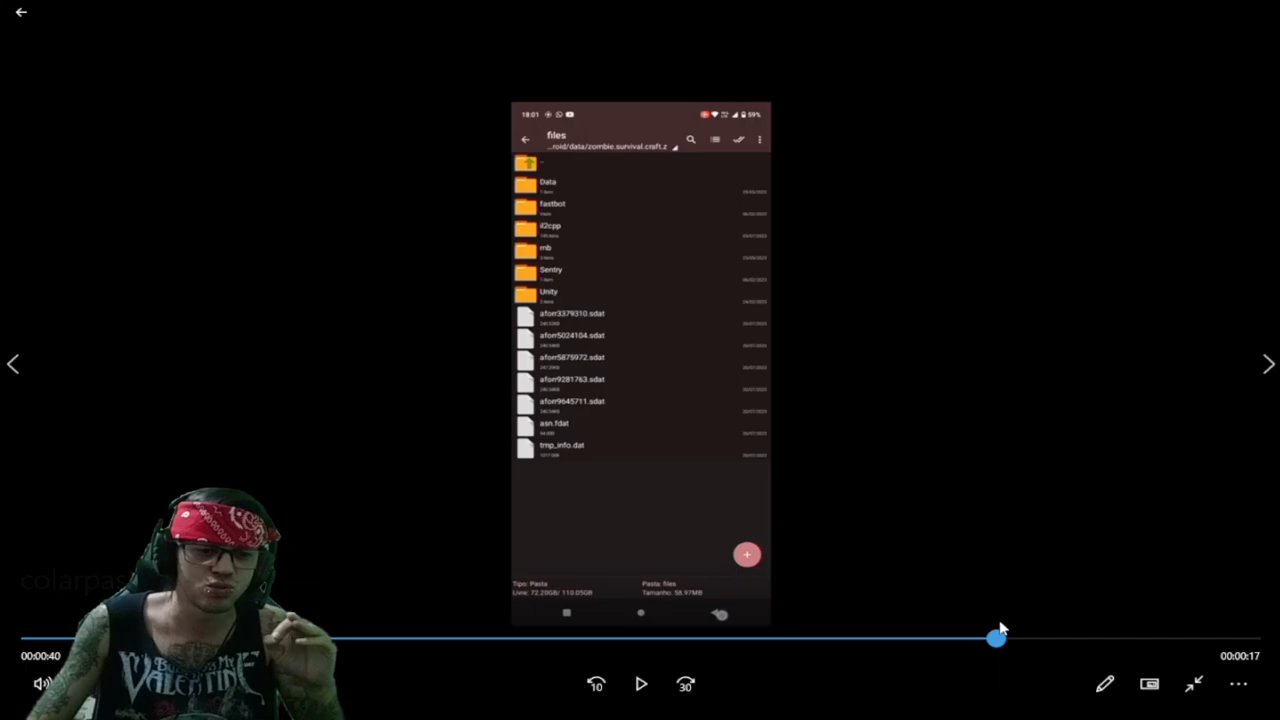 18:01
59%
files
...roid/data/zombie.survival.craft.z
..
Data
fastbot
il2cpp
mb
Sentry
Unity
aforr3379310.sdat
aforr5024104.sdat
aforr5875972.sdat
aforr9281763.sdat
aforr9645711.sdat
asn.fdat
tmp_info.dat
Tipo: Pasta
Pasta: files
Livre: 72.20GB/ 110.05GB
Tamanho: 58.97MB
colarpas
BULLET FOR MY
VALENTINE
00:00:40
00:00:17
10
30